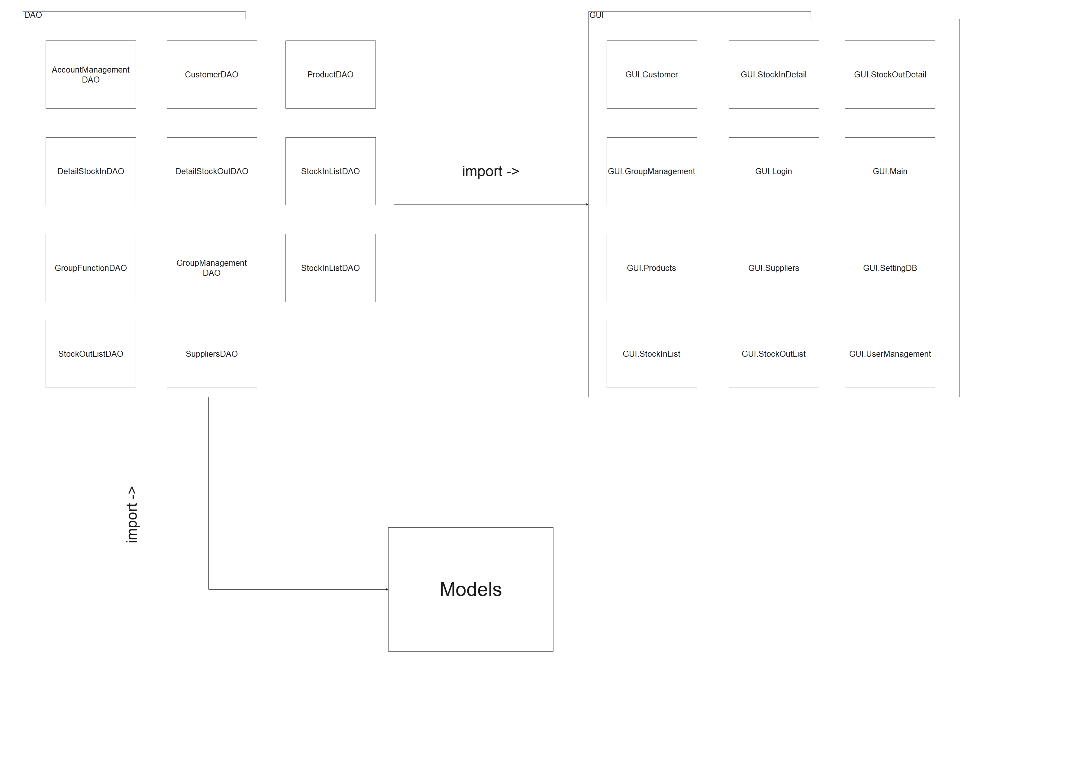 DAO
AccountManagement
DAO
CustomerDAO
ProductDAO
DetailStockInDAO
DetailStockOutDAO
StockInListDAO
GroupFunctionDAO
GroupManagement
DAO
StockInListDAO
StockOutListDAO
SuppliersDAO
import ->
GUI
GUI.Customer
GUI.StockInDetail
GUI.StockOutDetail
GUI.GroupManagement
GUI.Login
GUI.Main
GUI.Products
GUI.Suppliers
GUI.SettingDB
GUI.StockInList
GUI.StockOutList
GUI.UserManagement
import ->
Models